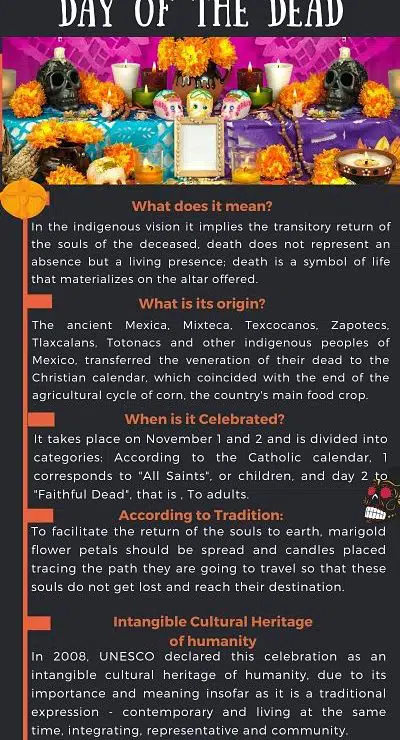 DAY OF THE DEAD
What does it mean?
In the indigenous vision it implies the transitory return of
the souls of the deceased, death does not represent an
absence but a living presence; death is a symbol of life
that materializes on the altar offered.
What is its origin?
The ancient Mexica, Mixteca, Texcocanos, Zapotecs,
Tlaxcalans, Totonacs and other indigenous peoples of
Mexico, transferred the veneration of their dead to the
Christian calendar, which coincided with the end of the
agricultural cycle of corn, the country's main food crop.
When is it Celebrated?
It takes place on November 1 and 2 and is divided into
categories: According to the Catholic calendar, 1
corresponds to "All Saints", or children, and day 2 to
"Faithful Dead", that is , To adults.
According to Tradition:
To facilitate the return of the souls to earth, marigold
flower petals should be spread and candles placed
tracing the path they are going to travel so that these
souls do not get lost and reach their destination.
Intangible Cultural Heritage
of humanity
In 2008, UNESCO declared this celebration as an
intangible cultural heritage of humanity, due to its
importance and meaning insofar as it is a traditional
expression - contemporary and living at the same
time, integrating, representative and community.